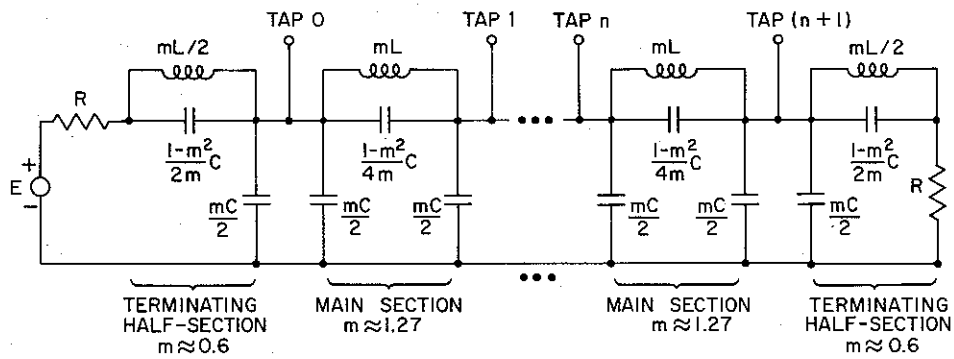 TAP 0
TAP 1
TAP n
TAP (n+1)
mL/2
mL
mL
mL/2
R
1-m²/2m C
1-m²/4m C
1-m²/4m C
1-m²/2m C
+
E
-
R
mC/2
mC/2
mC/2
mC/2
mC/2
mC/2
TERMINATING
HALF-SECTION
m≈0.6
MAIN SECTION
m≈1.27
MAIN SECTION
m≈1.27
TERMINATING
HALF-SECTION
m≈0.6